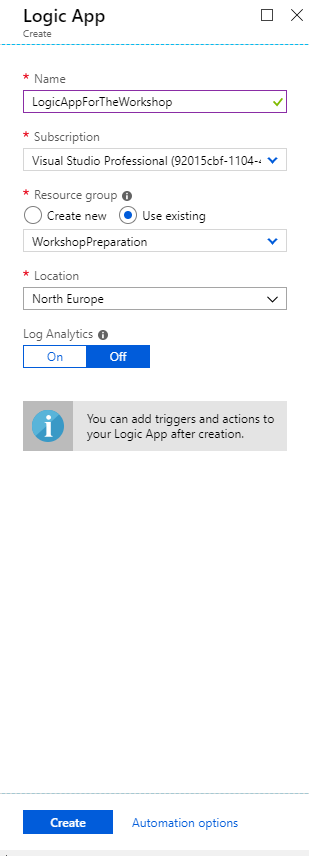 Logic App
Create
* Name
LogicAppForTheWorkshop
* Subscription
Visual Studio Professional (92015cbf-1104-
* Resource group
Create new Use existing
WorkshopPreparation
* Location
North Europe
Log Analytics
On Off
You can add triggers and actions to
your Logic App after creation.
Create Automation options